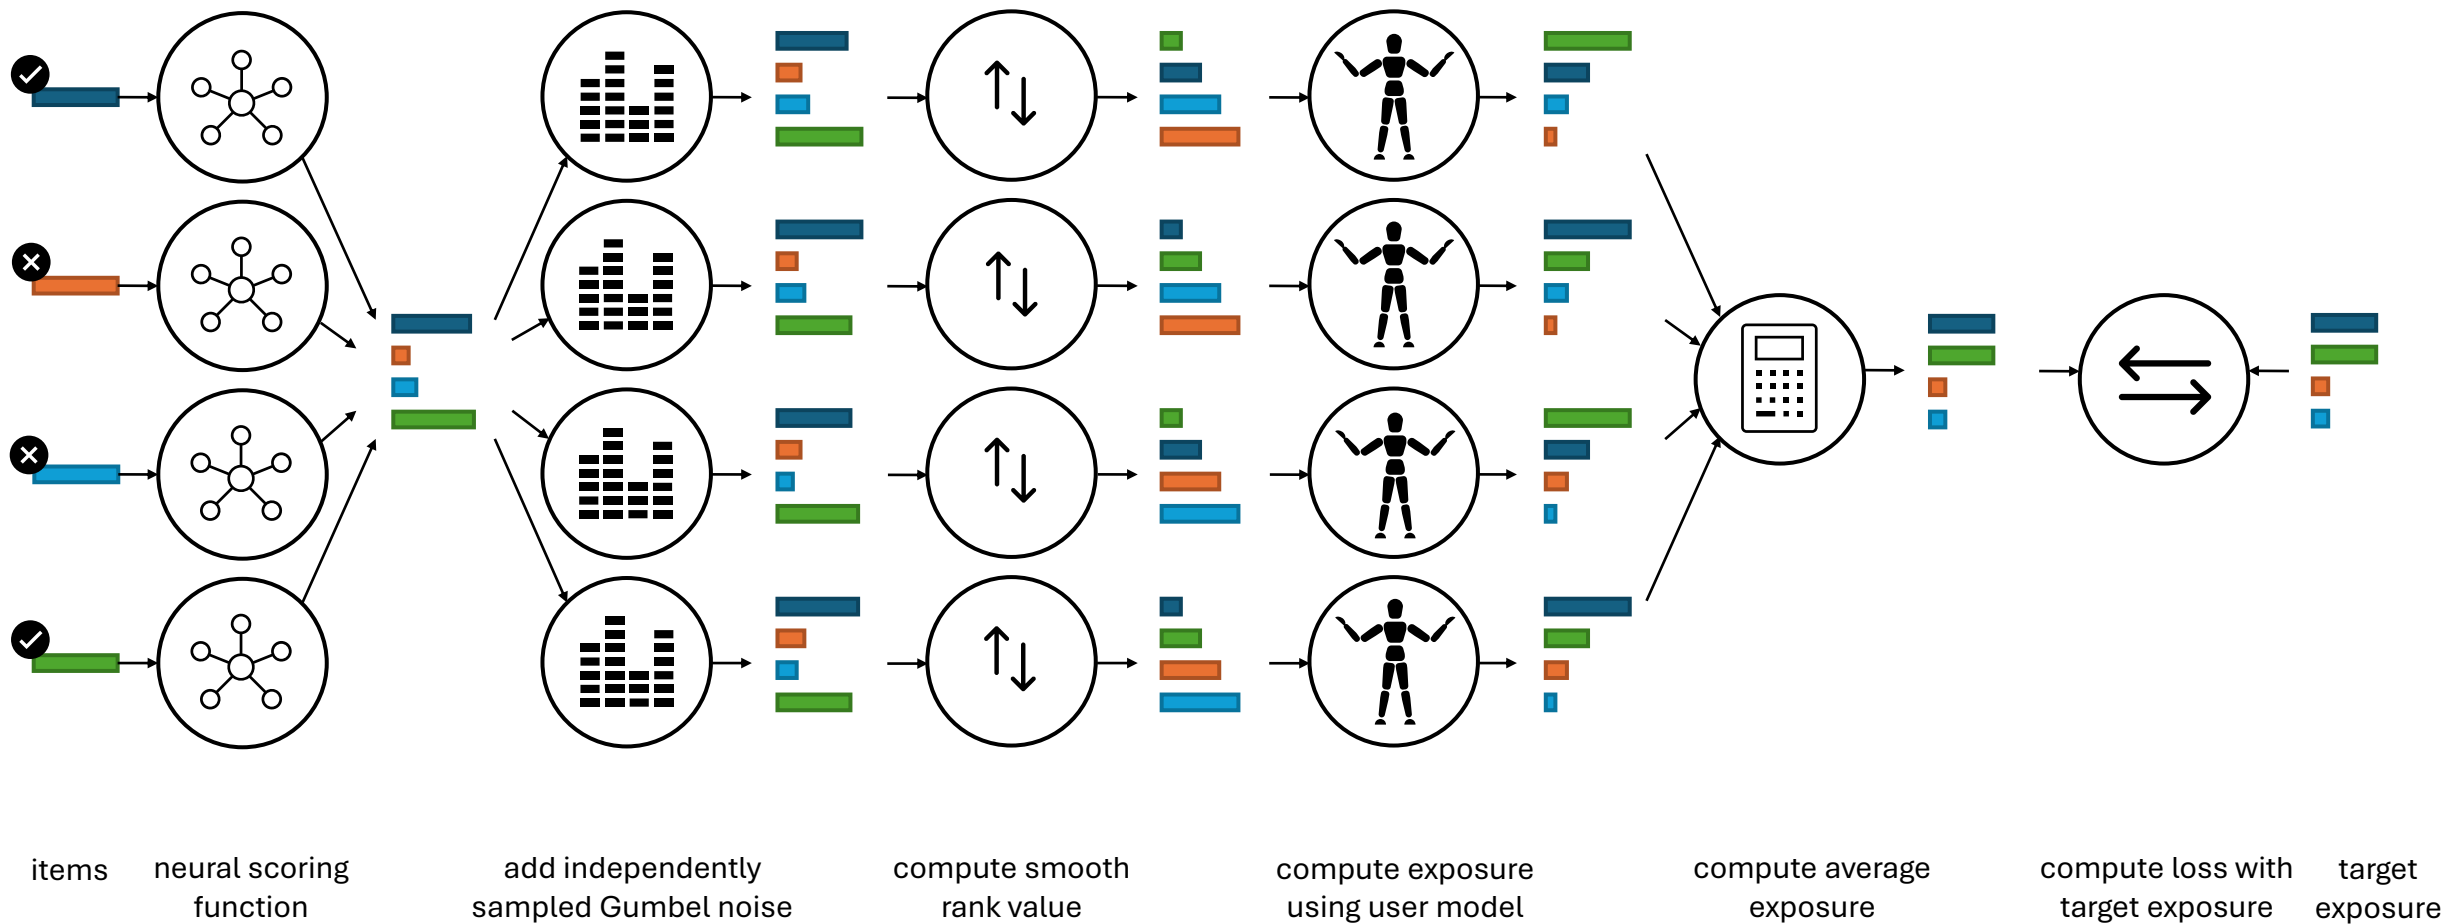 items
neural scoring
function
add independently
sampled Gumbel noise
compute smooth
rank value
compute exposure
using user model
compute average
exposure
compute loss with
target exposure
target
exposure